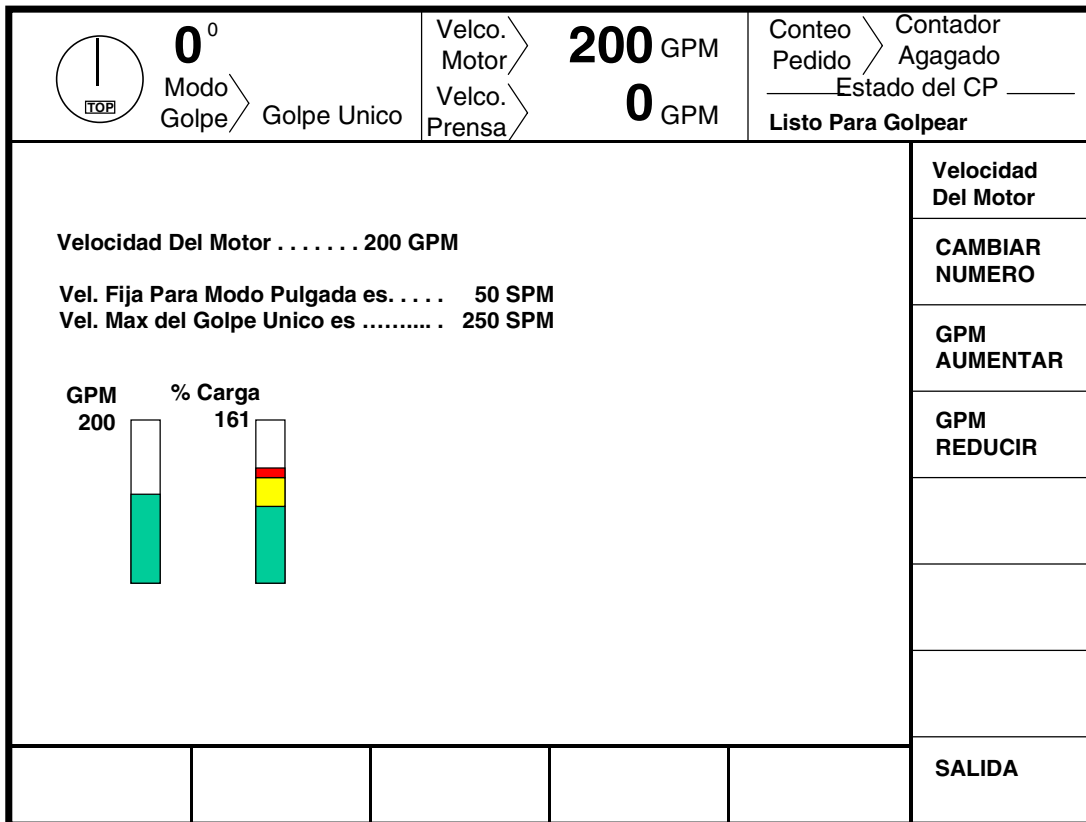 TOP
0°
Modo
Golpe
Golpe Unico
Velco.
Motor
200 GPM
Velco.
Prensa
0 GPM
Conteo
Pedido
Contador
Agagado
Estado del CP
Listo Para Golpear
Velocidad Del Motor . . . . . . . 200 GPM
Vel. Fija Para Modo Pulgada es. . . . . 50 SPM
Vel. Max del Golpe Unico es ............ . 250 SPM
GPM
200
% Carga
161
Velocidad
Del Motor
CAMBIAR
NUMERO
GPM
AUMENTAR
GPM
REDUCIR
SALIDA